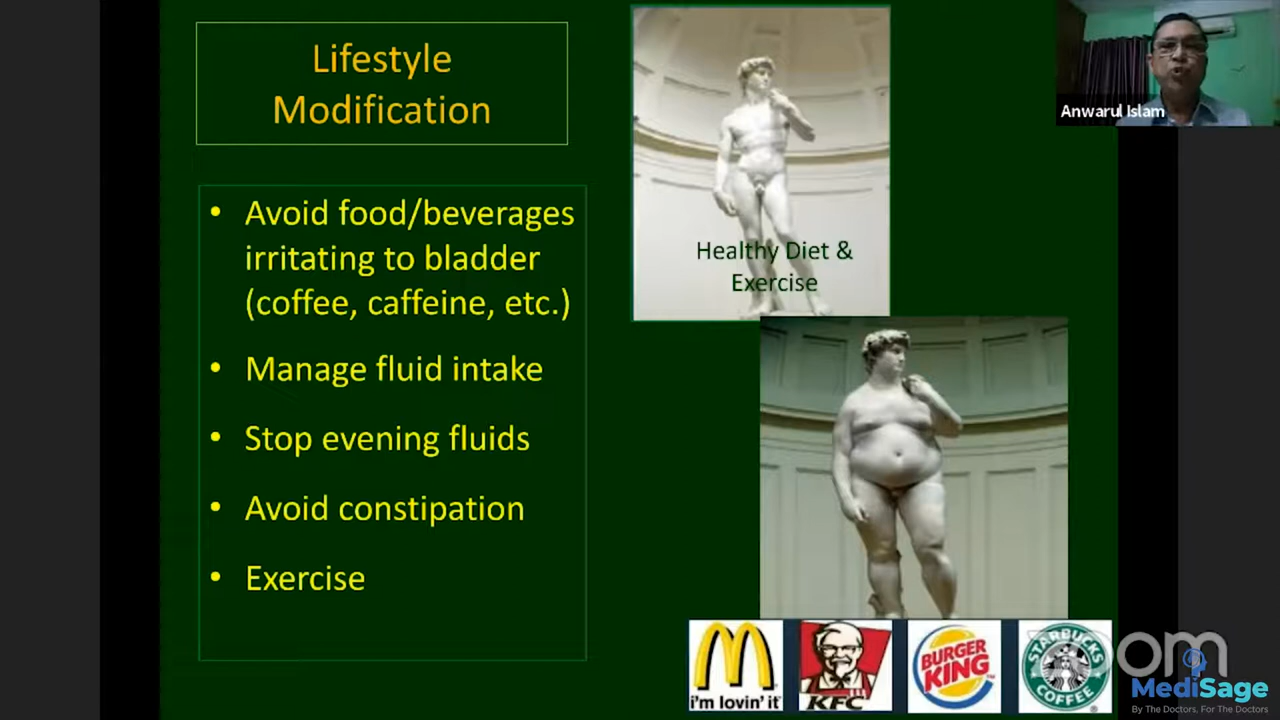 Lifestyle
Modification
• Avoid food/beverages
irritating to bladder
(coffee, caffeine, etc.)
• Manage fluid intake
• Stop evening fluids
• Avoid constipation
• Exercise
Healthy Diet &
Exercise
Anwarul Islam
i'm lovin' it
KFC
BURGER
KING
STARBUCKS
COFFEE
zoom
MediSage
By The Doctors, For The Doctors